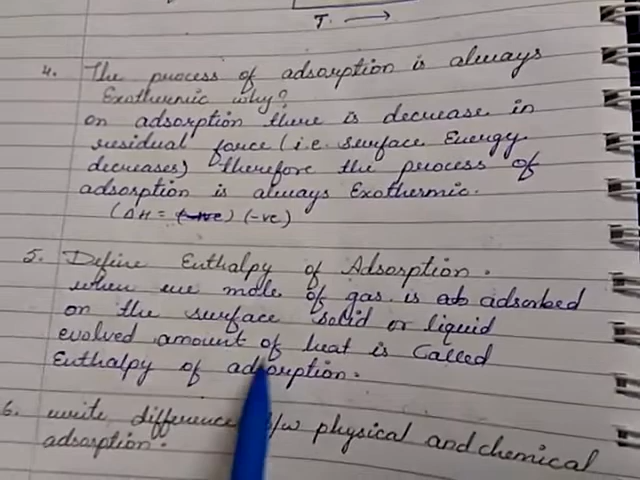 T. →
4. The process of adsorption is always
Exothermic why?
on adsorption there is decrease in
residual force (i.e. surface Energy
decreases) therefore the process of
adsorption is always Exothermic.
(ΔH = (+ve) (-ve)
5. Define Enthalpy of Adsorption.
when one mole of gas is ab adsorbed
on the surface solid or liquid
evolved amount of heat is Called
Enthalpy of adsorption.
6. write difference b/w physical and chemical
adsorption.